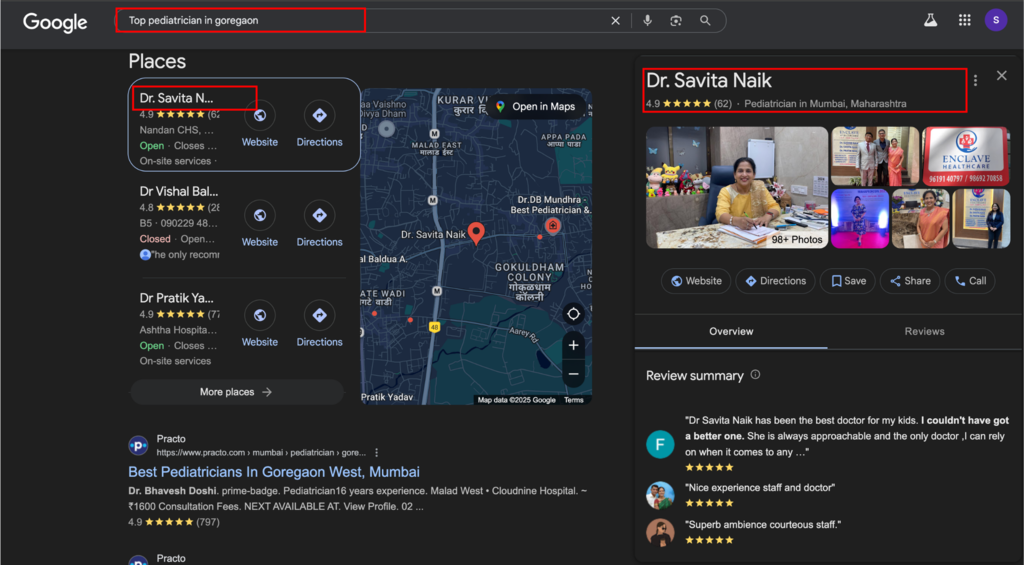 Google
Top pediatrician in goregaon
S
Places
Dr. Savita N...
4.9 (62
Nandan CHS, ...
Open · Closes ...
On-site services ·
Website
Directions
Dr Vishal Bal...
4.8 (28
B5 · 090229 48...
Closed · Open...
"he only recom
Website
Directions
Dr Pratik Ya...
4.9 (77
Ashtha Hospita...
Open · Closes ...
On-site services
Website
Directions
More places →
aa Vaishno
Divya Dham
KURAR VI
कुरार
Open in Maps
MALAD EAST
मालाड ईस्ट
APPA PADA
आप्पा पाडा
M
M
M
Dr.DB Mundhra -
Best Pediatrician &
Dr. Savita Naik
al Baldua A.
GOKULDHAM
COLONY
गोकुळधाम
कॉलनी
ATE WADI
48
Aarey Rd
Pratik Yadav
Map data ©2025 Google
Terms
Practo
https://www.practo.com › mumbai › pediatrician › gore...
Best Pediatricians In Goregaon West, Mumbai
Dr. Bhavesh Doshi. prime-badge. Pediatrician16 years experience. Malad West • Cloudnine Hospital. ~
₹1600 Consultation Fees. NEXT AVAILABLE AT. View Profile. 02 ...
4.9 (797)
Practo
Dr. Savita Naik
4.9 (62) · Pediatrician in Mumbai, Maharashtra
ENCLAVE
HEALTHCARE
96191 40797 / 90692 70858
98+ Photos
Website
Directions
Save
Share
Call
Overview
Reviews
Review summary
F
"Dr Savita Naik has been the best doctor for my kids. I couldn't have got
a better one. She is always approachable and the only doctor ,I can rely
on when it comes to any ..."
"Nice experience staff and doctor"
"Superb ambience courteous staff."